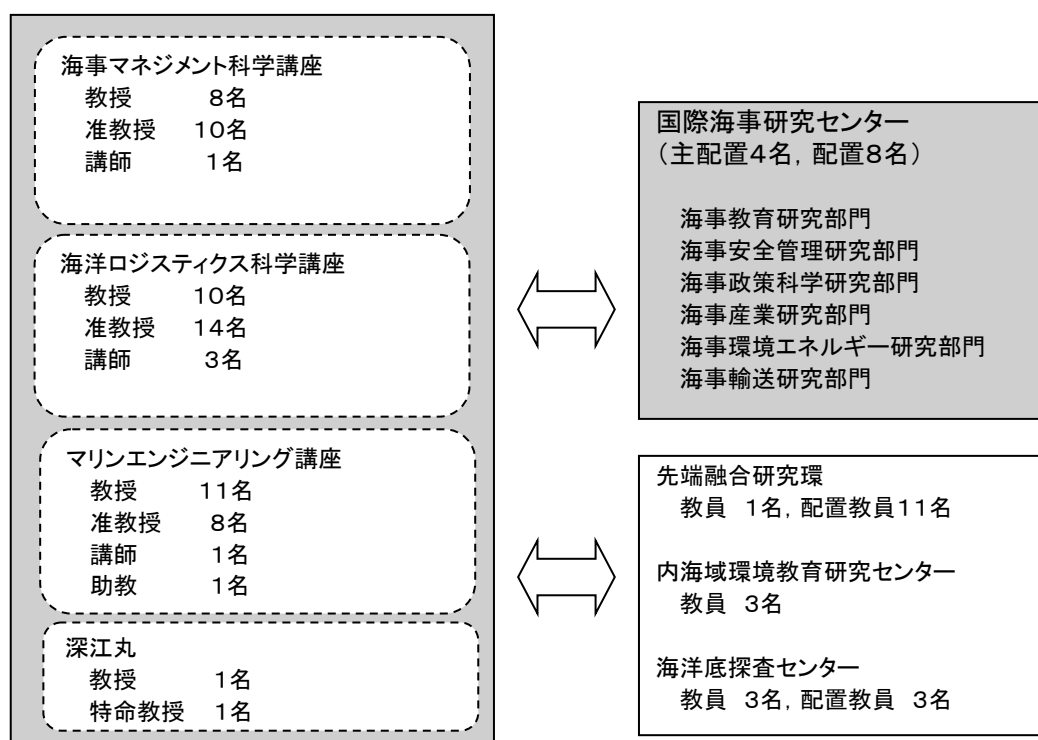 海事マネジメント科学講座
教授 8名
准教授 10名
講師 1名
海洋ロジスティクス科学講座
教授 10名
准教授 14名
講師 3名
マリンエンジニアリング講座
教授 11名
准教授 8名
講師 1名
助教 1名
深江丸
教授 1名
特命教授 1名
国際海事研究センター
（主配置4名，配置8名）
海事教育研究部門
海事安全管理研究部門
海事政策科学研究部門
海事産業研究部門
海事環境エネルギー研究部門
海事輸送研究部門
先端融合研究環
教員 1名，配置教員11名
内海域環境教育研究センター
教員 3名
海洋底探査センター
教員 3名，配置教員 3名